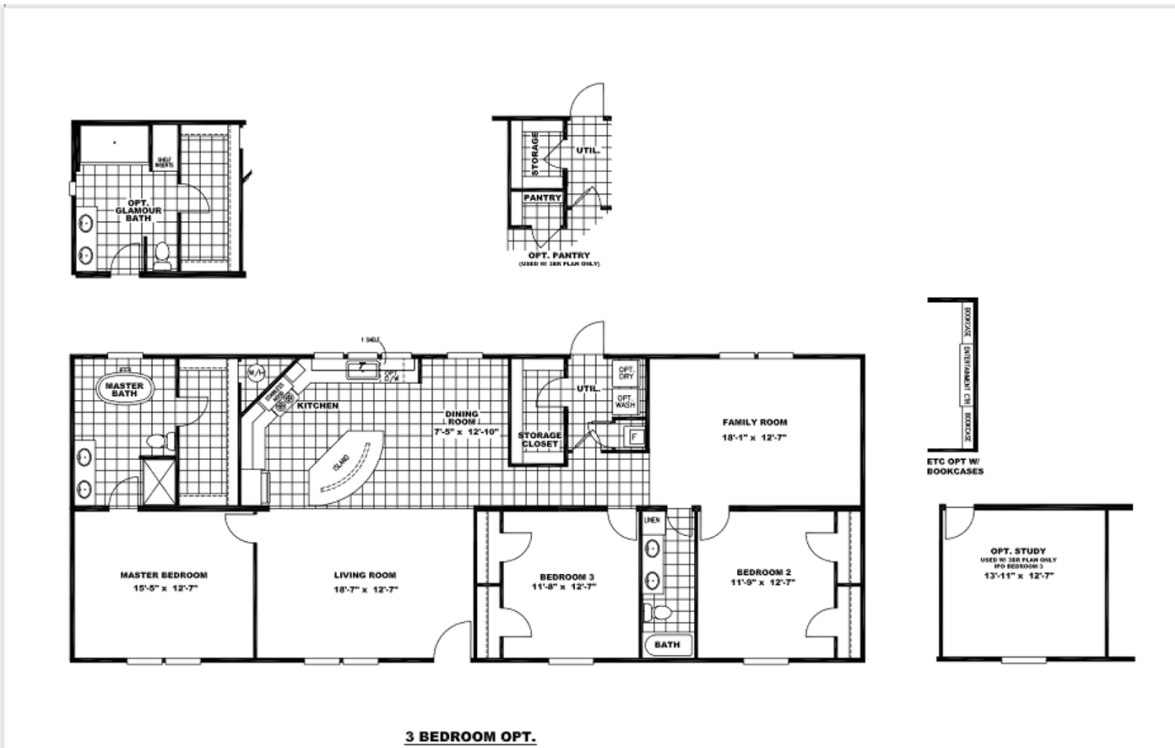 SHELF
INSERTS
OPT.
GLAMOUR
BATH
STORAGE
UTIL.
PANTRY
OPT. PANTRY
(USED W/ 3BR PLAN ONLY)
1 SHELF
MASTER
BATH
W/H
KITCHEN
OPT.
D/W
ISLAND
DINING
ROOM
7'-5" x 12'-10"
STORAGE
CLOSET
UTIL.
OPT.
DRY
OPT.
WASH
F
FAMILY ROOM
18'-1" x 12'-7"
BOOKCASE
ENTERTAINMENT CTR
BOOKCASE
ETC OPT W/
BOOKCASES
MASTER BEDROOM
15'-5" x 12'-7"
LIVING ROOM
18'-7" x 12'-7"
BEDROOM 3
11'-8" x 12'-7"
LINEN
BATH
BEDROOM 2
11'-9" x 12'-7"
OPT. STUDY
USED W/ 3BR PLAN ONLY
IPO BEDROOM 3
13'-11" x 12'-7"
3 BEDROOM OPT.